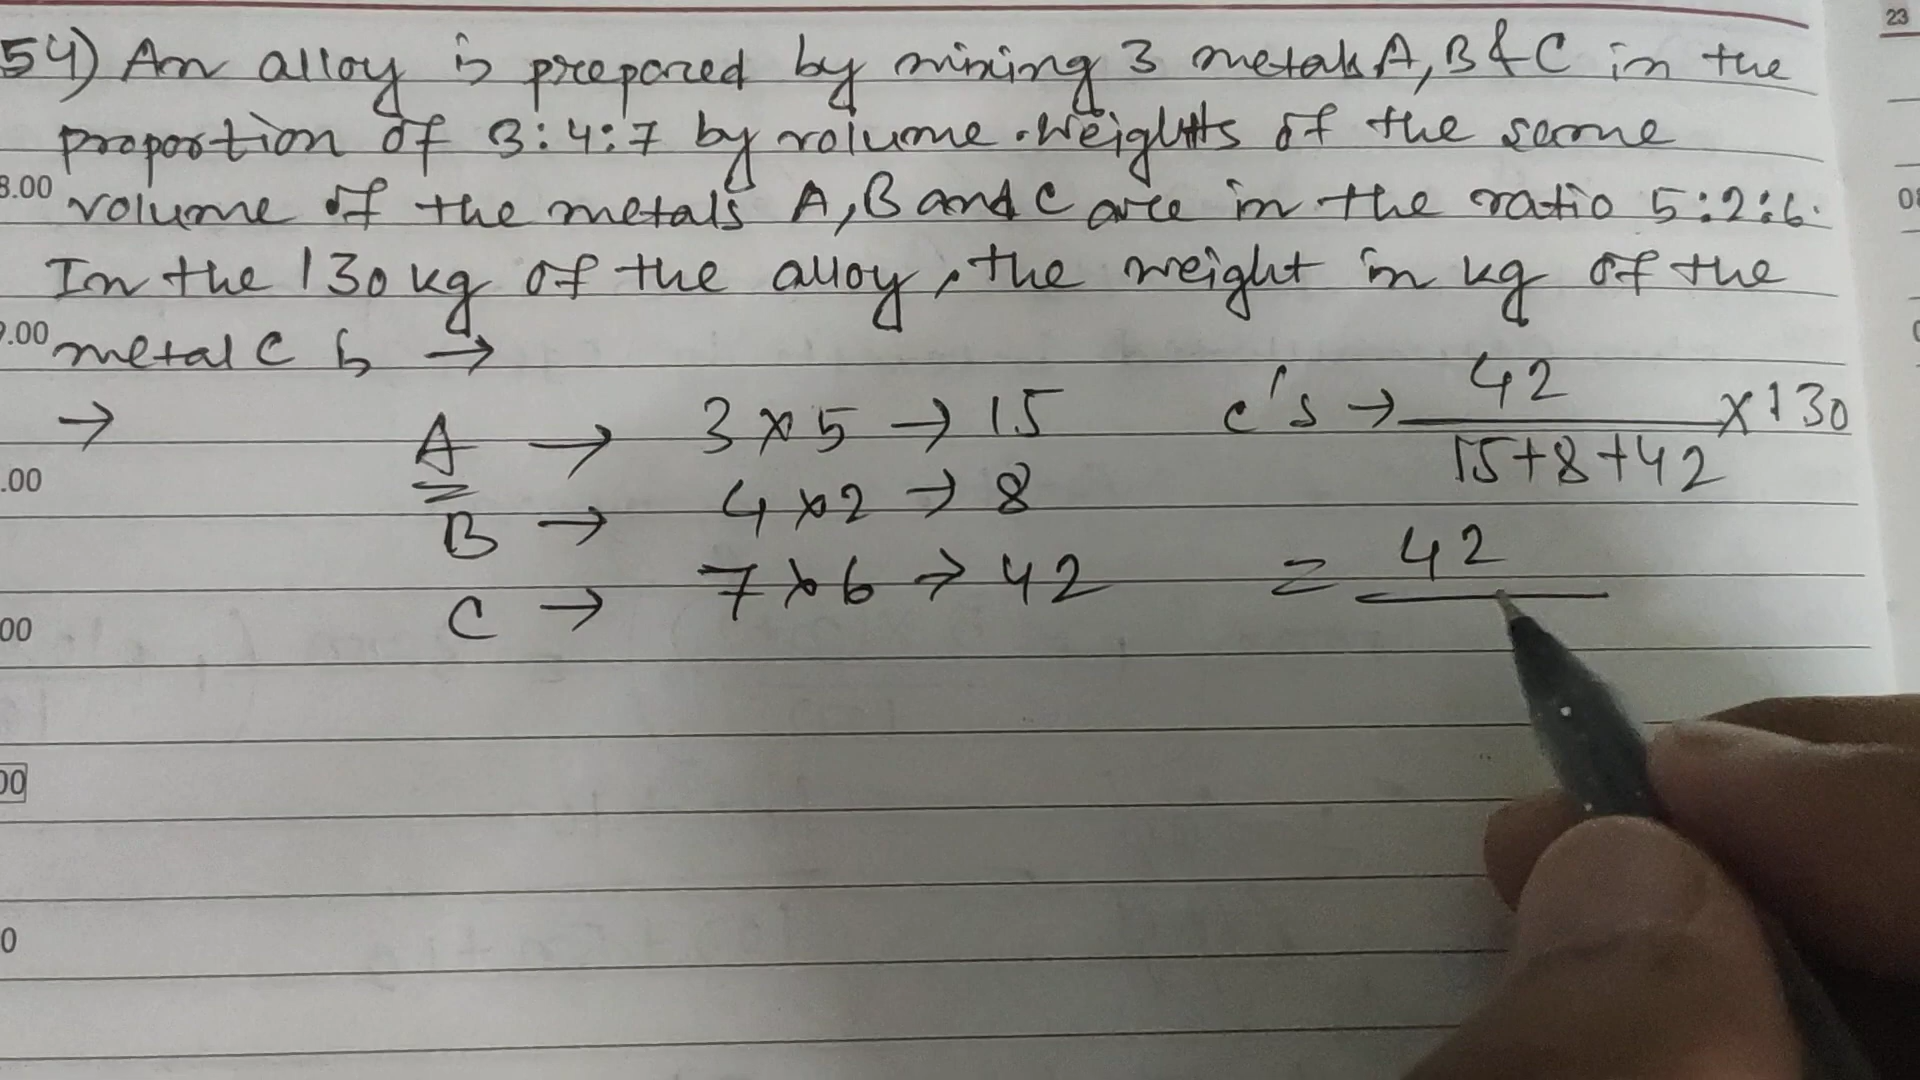 54) An alloy is prepared by mixing 3 metals A, B & C in the
proportion of 3:4:7 by volume. Weights of the same
volume of the metals A, B and C are in the ratio 5:2:6.
In the 130 kg of the alloy, the weight in kg of the
metal C is →
→ A → 3 × 5 → 15
B → 4 × 2 → 8
C → 7 × 6 → 42
C's → 42 / 15+8+42 × 130
= 42
23
8.00
9.00
.00
00
00
0